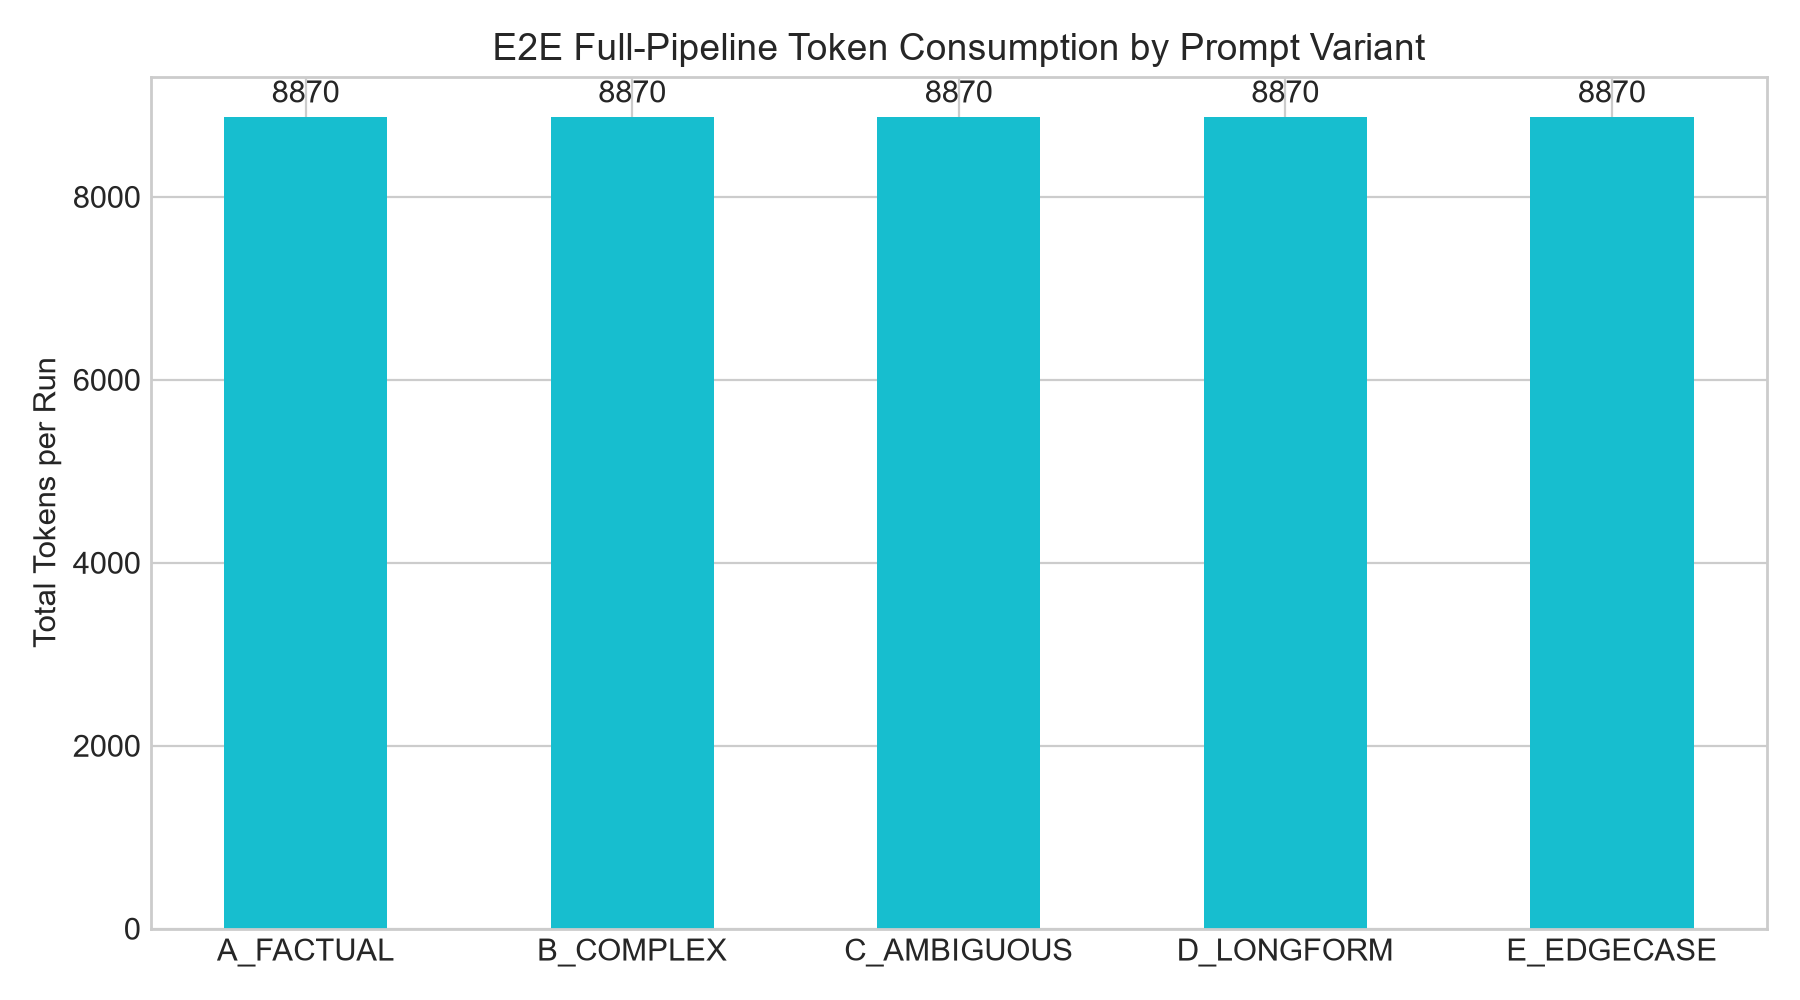 E2E Full-Pipeline Token Consumption by Prompt Variant
8870 8870 8870 8870 8870
8000
6000
4000
2000
0
Total Tokens per Run
A_FACTUAL B_COMPLEX C_AMBIGUOUS D_LONGFORM E_EDGECASE